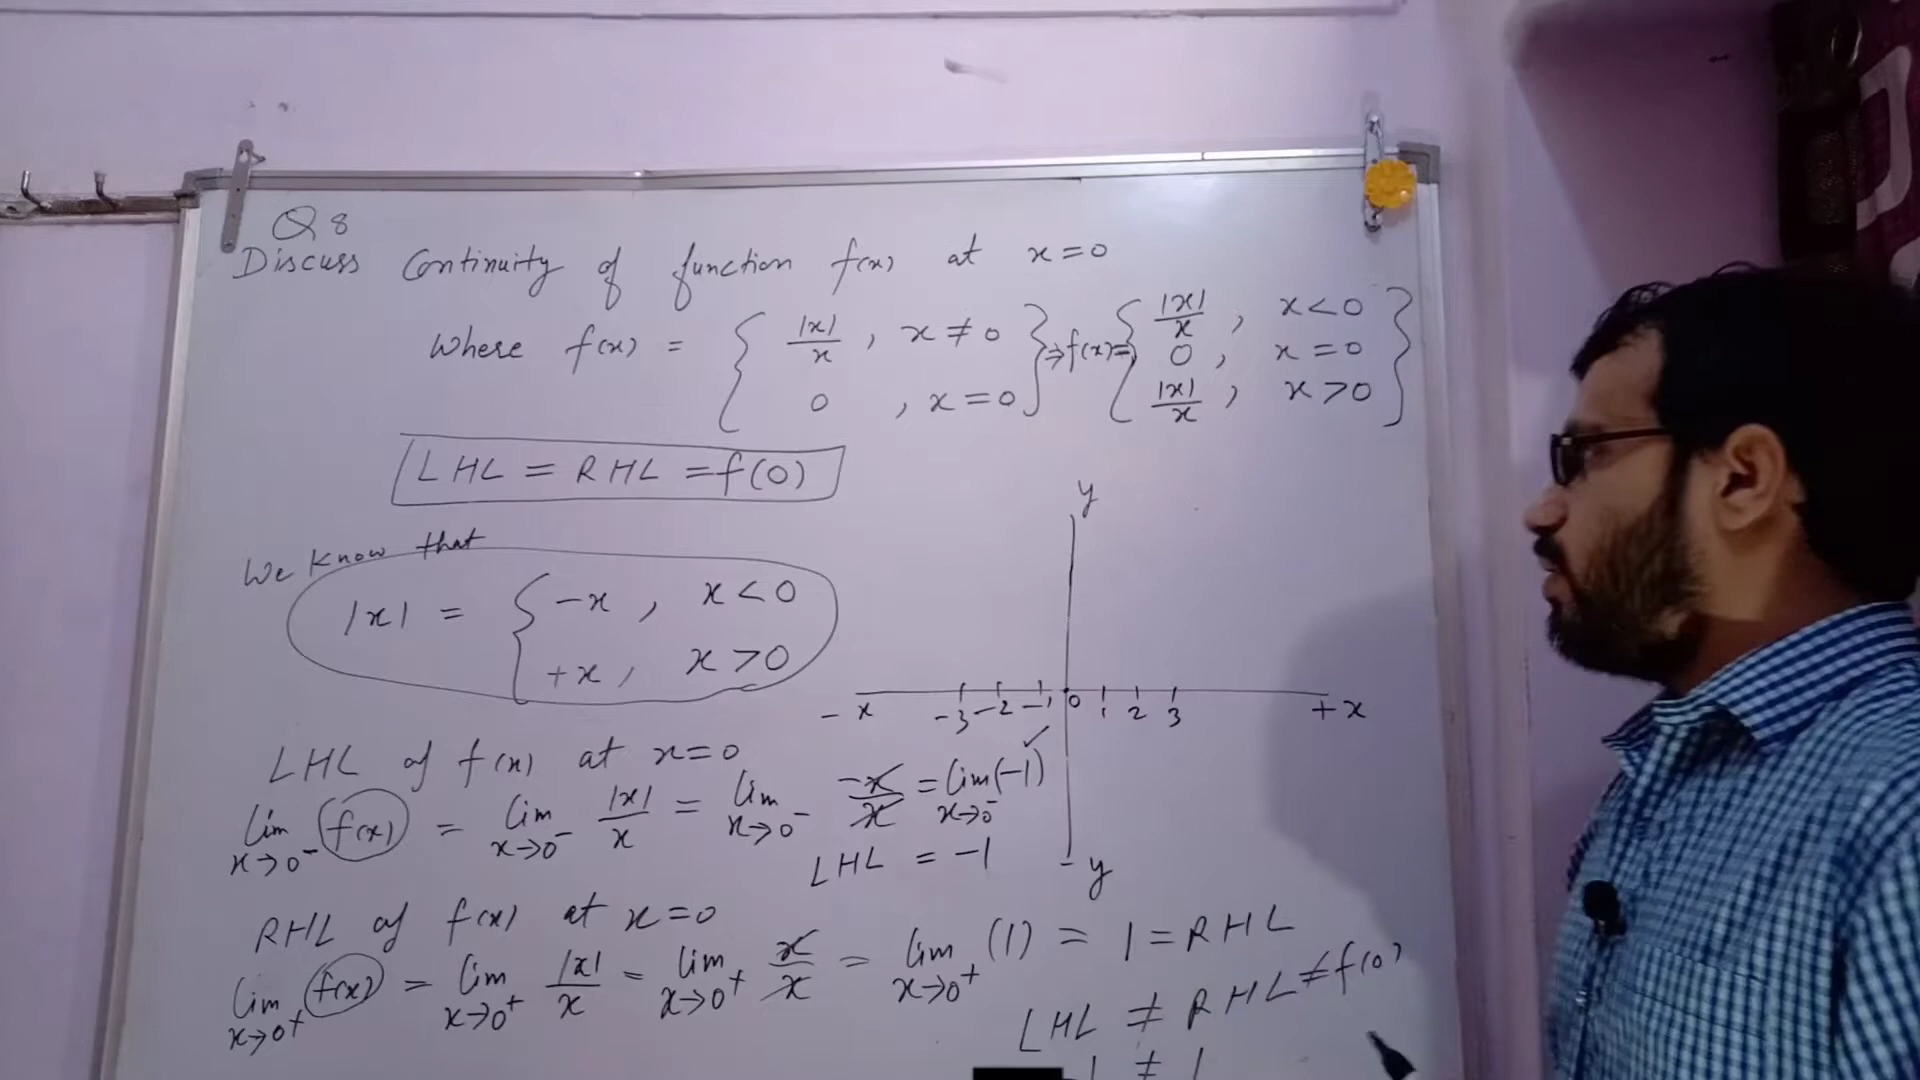 Q 8
Discuss Continuity of function f(x) at x=0
Where f(x) = { |x|/x , x ≠ 0 } ⇒ f(x) = { |x|/x , x<0 }
0 , x=0
0 , x=0
|x|/x , x>0
LHL = RHL = f(0)
We know that
|x| = { -x , x<0
+x , x>0
y
-x -3 -2 -1 0 1 2 3 +x
-y
LHL of f(x) at x=0
lim x→0⁻ f(x) = lim x→0⁻ |x|/x = lim x→0⁻ -x/x = lim x→0⁻ (-1) ✓
LHL = -1
RHL of f(x) at x=0
lim x→0⁺ f(x) = lim x→0⁺ |x|/x = lim x→0⁺ x/x = lim x→0⁺ (1) = 1 = RHL
LHL ≠ RHL ≠ f(0)
-1 ≠ 1